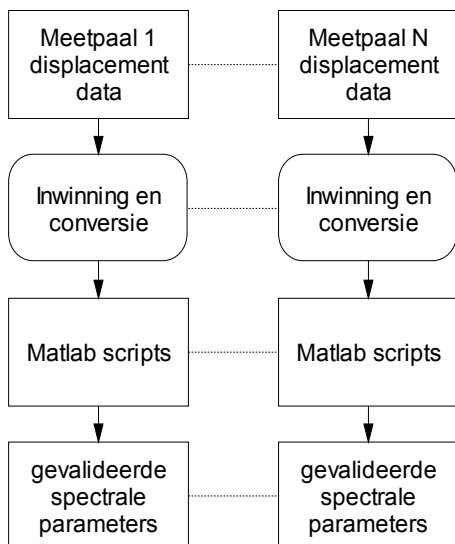 Meetpaal 1
displacement
data
Meetpaal N
displacement
data
Inwinning en
conversie
Inwinning en
conversie
Matlab scripts
Matlab scripts
gevalideerde
spectrale
parameters
gevalideerde
spectrale
parameters